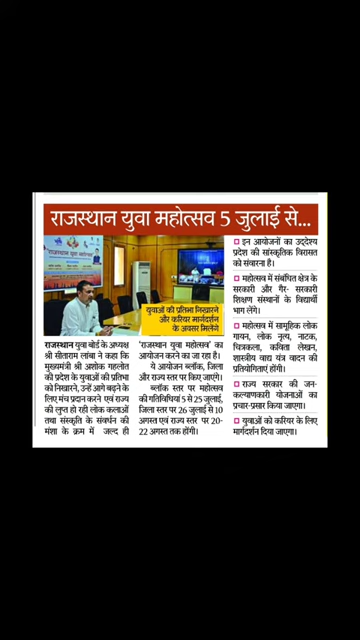 राजस्थान युवा महोत्सव 5 जुलाई से...
युवाओं की प्रतिभा निखारने
और करियर मार्गदर्शन
के अवसर मिलेंगे
राजस्थान युवा बोर्ड के अध्यक्ष
श्री सीताराम लांबा ने कहा कि
मुख्यमंत्री श्री अशोक गहलोत
की प्रदेश के युवाओं की प्रतिभा
को निखारने, उन्हें आगे बढ़ने के
लिए मंच प्रदान करने एवं राज्य
की लुप्त हो रही लोक कलाओं
तथा संस्कृति के संवर्धन की
मंशा के क्रम में जल्द ही
'राजस्थान युवा महोत्सव' का
आयोजन करने का जा रहा है।
ये आयोजन ब्लॉक, जिला
और राज्य स्तर पर किए जाएंगे।
ब्लॉक स्तर पर महोत्सव
की गतिविधियां 5 से 25 जुलाई,
जिला स्तर पर 26 जुलाई से 10
अगस्त एवं राज्य स्तर पर 20-
22 अगस्त तक होंगी।
इन आयोजनों का उद्देश्य
प्रदेश की सांस्कृतिक विरासत
को संवारना है।
महोत्सव में संबंधित क्षेत्र के
सरकारी और गैर- सरकारी
शिक्षण संस्थानों के विद्यार्थी
भाग लेंगे।
महोत्सव में सामूहिक लोक
गायन, लोक नृत्य, नाटक,
चित्रकला, कविता लेखन,
शास्त्रीय वाद्य यंत्र वादन की
प्रतियोगिताएं होंगी।
राज्य सरकार की जन-
कल्याणकारी योजनाओं का
प्रचार-प्रसार किया जाएगा।
युवाओं को करियर के लिए
मार्गदर्शन दिया जाएगा।